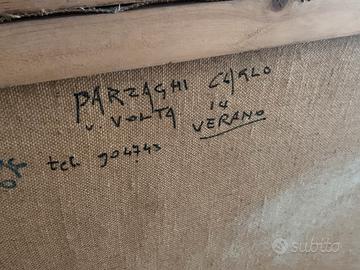 PARZAGHI CARLO
V. VOLTA 14
VERANO
tel 904743
subito